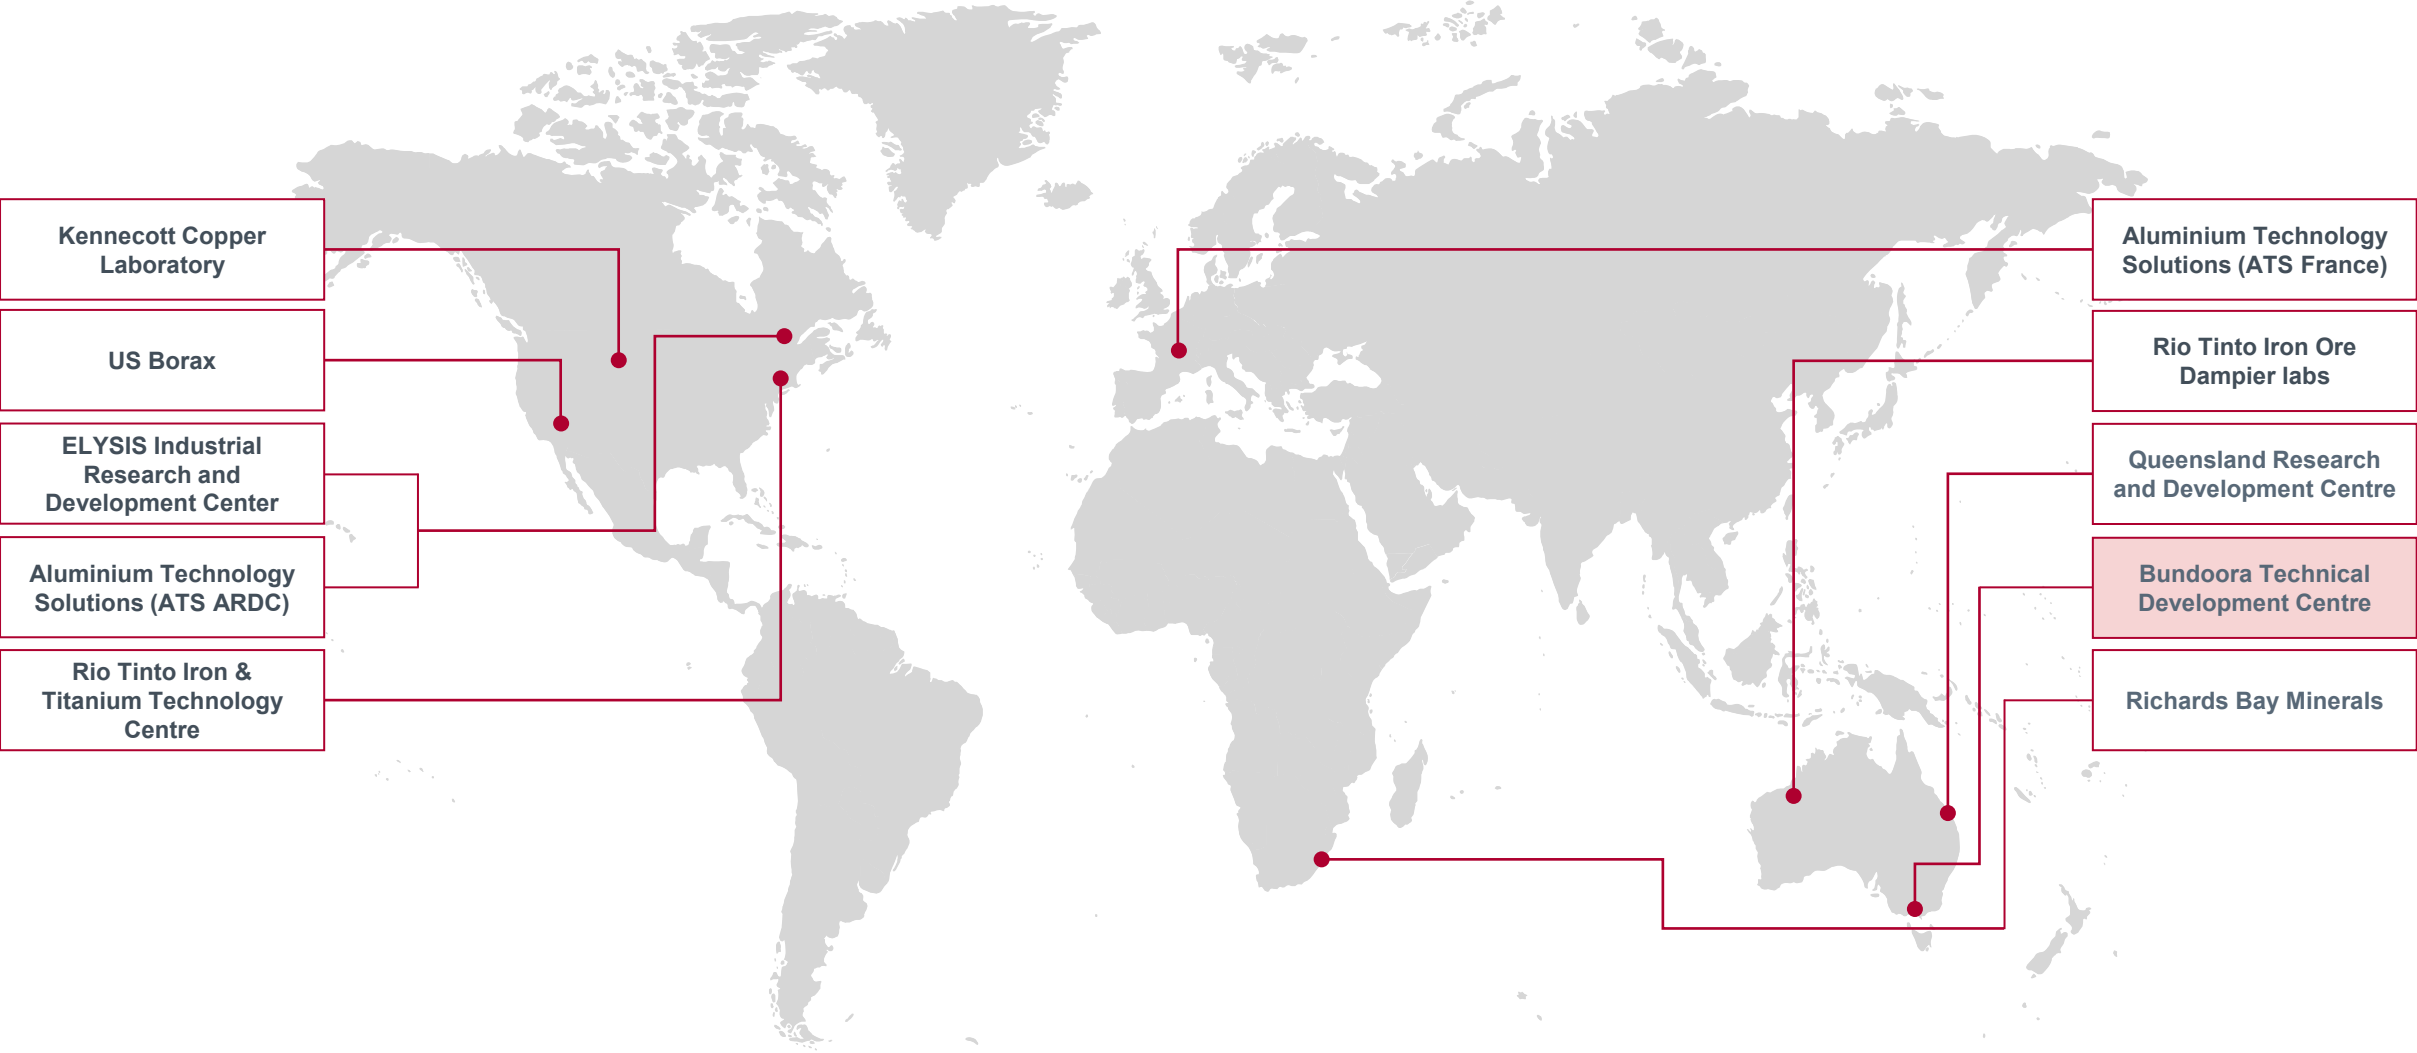 Kennecott Copper
Laboratory
US Borax
ELYSIS Industrial
Research and
Development Center
Aluminium Technology
Solutions (ATS ARDC)
Rio Tinto Iron &
Titanium Technology
Centre
Aluminium Technology
Solutions (ATS France)
Rio Tinto Iron Ore
Dampier labs
Queensland Research
and Development Centre
Bundoora Technical
Development Centre
Richards Bay Minerals